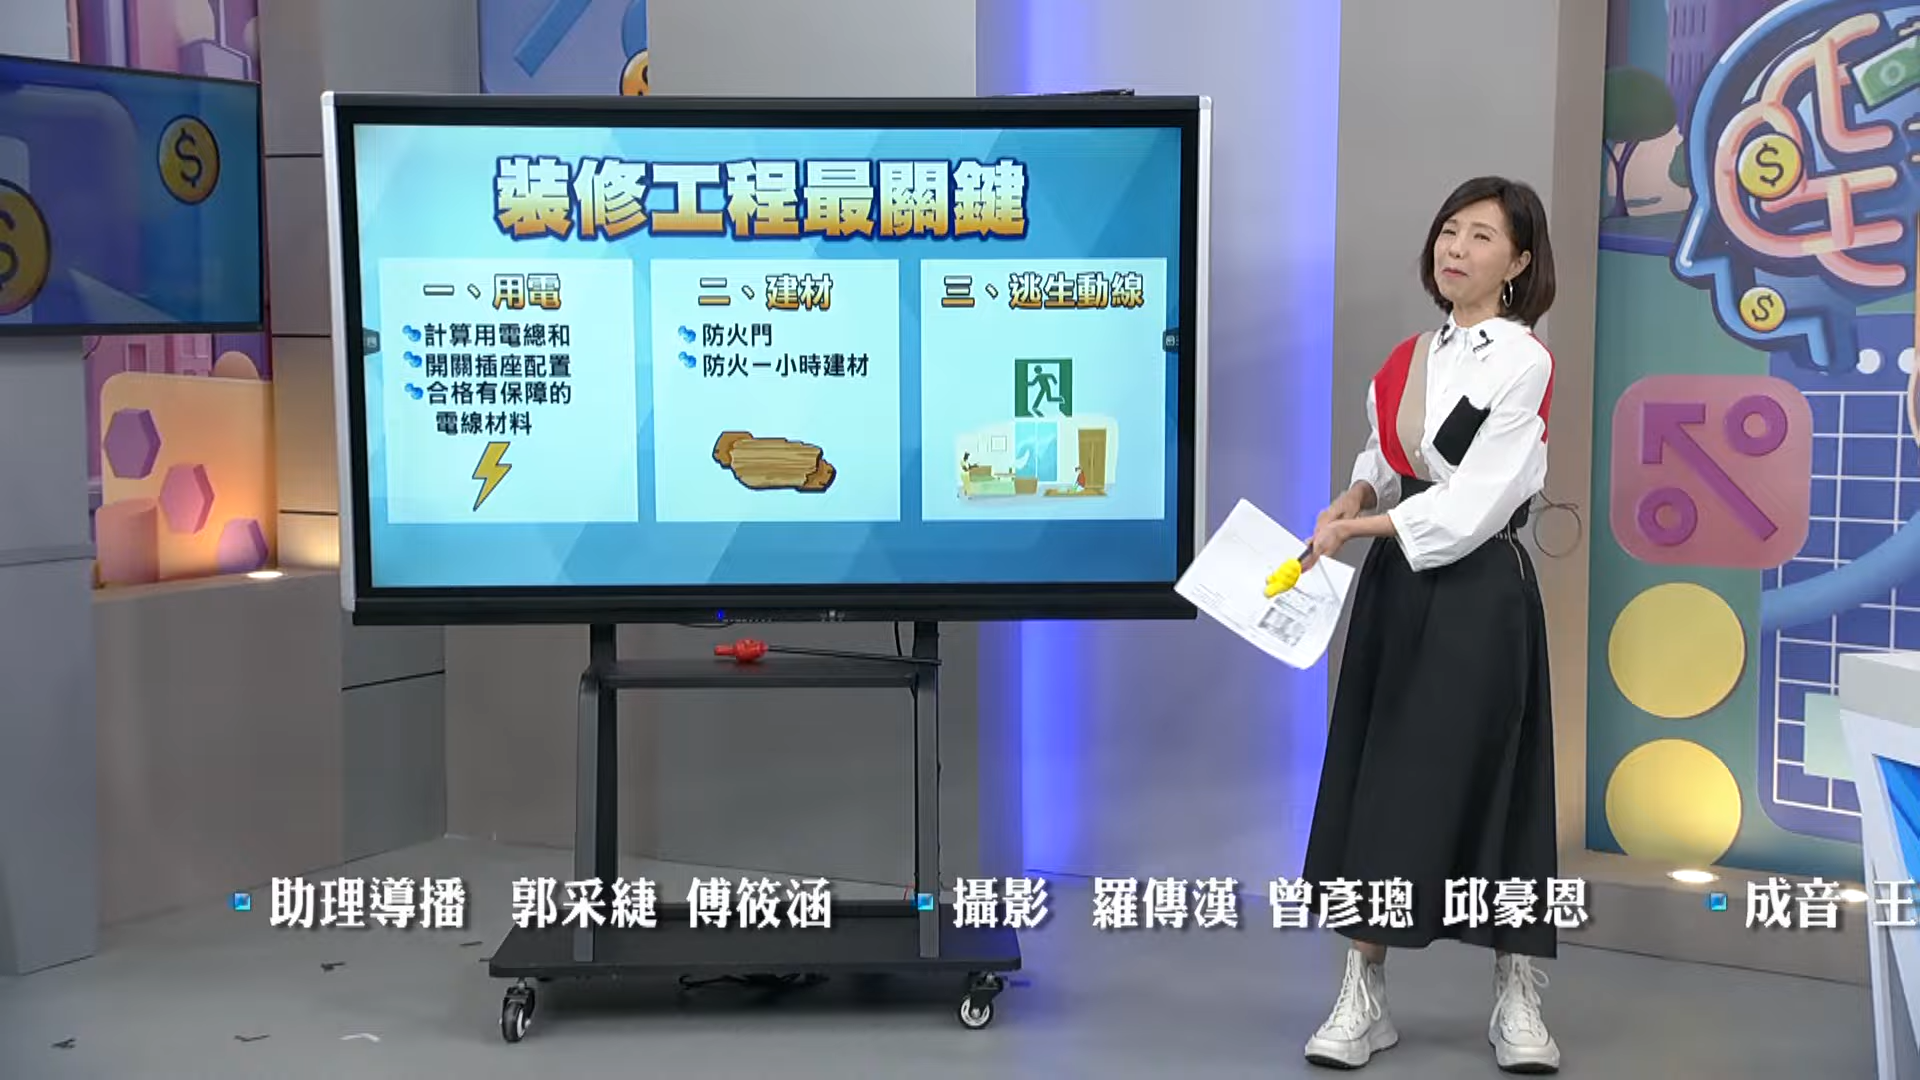 裝修工程最關鍵
一、用電
計算用電總和
開關插座配置
合格有保障的
電線材料
二、建材
防火門
防火一小時建材
三、逃生動線
助理導播 郭采緁 傅筱涵 攝影 羅傳漢 曾彥璁 邱豪恩 成音 王